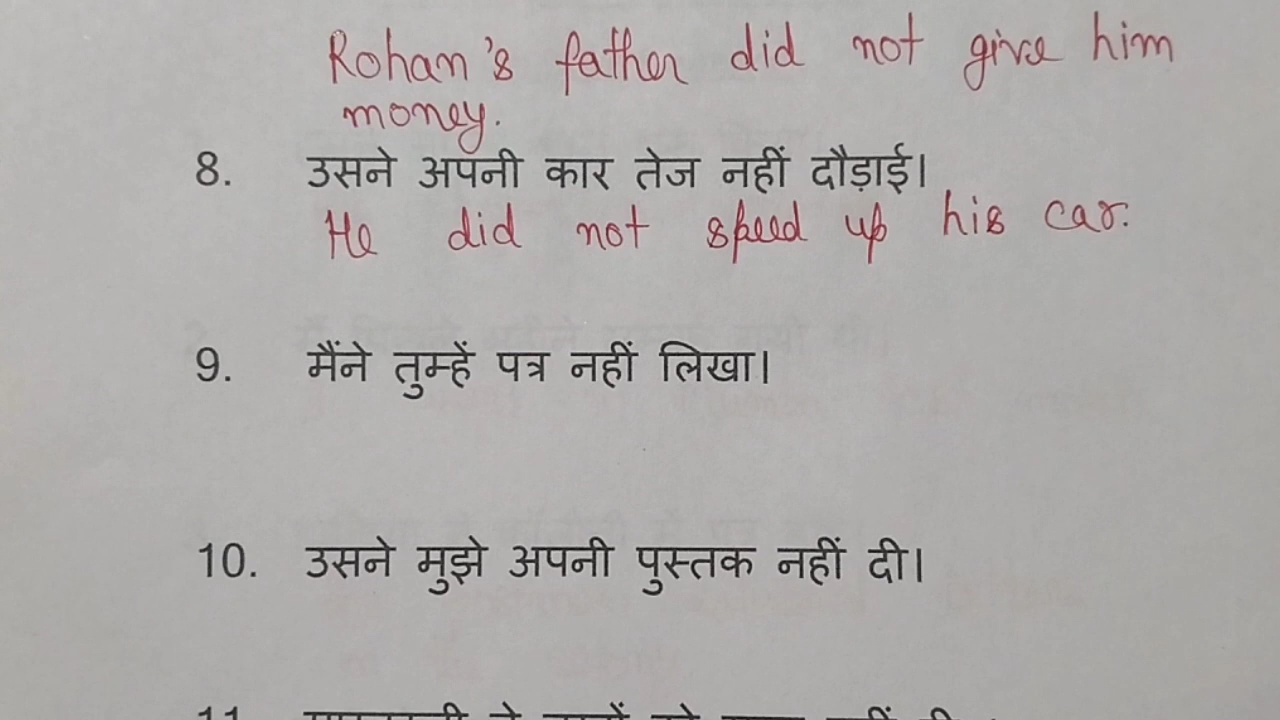 Rohan's father did not give him
money.
8. उसने अपनी कार तेज नहीं दौड़ाई।
He did not speed up his car.
9. मैंने तुम्हें पत्र नहीं लिखा।
10. उसने मुझे अपनी पुस्तक नहीं दी।
11.